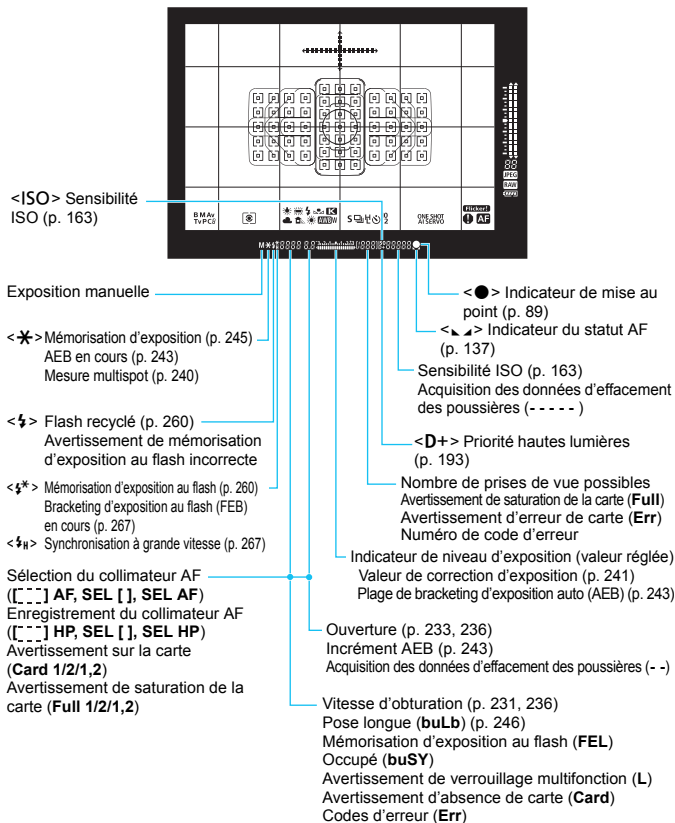 88
JPEG
RAW
B M Av
Tv P C
K
AWB W
S
10
2
ONE SHOT
AI SERVO
Flicker!
AF
<ISO> Sensibilité
ISO (p. 163)
M
Exposition manuelle
<✱> Mémorisation d'exposition (p. 245)
AEB en cours (p. 243)
Mesure multispot (p. 240)
<⚡> Flash recyclé (p. 260)
Avertissement de mémorisation
d'exposition au flash incorrecte
<⚡*> Mémorisation d'exposition au flash (p. 260)
Bracketing d'exposition au flash (FEB)
en cours (p. 267)
<⚡H> Synchronisation à grande vitesse (p. 267)
Sélection du collimateur AF
([- - -] AF, SEL [ ], SEL AF)
Enregistrement du collimateur AF
([- - -] HP, SEL [ ], SEL HP)
Avertissement sur la carte
(Card 1/2/1,2)
Avertissement de saturation de la
carte (Full 1/2/1,2)
<●> Indicateur de mise au
point (p. 89)
<◣ ◢> Indicateur du statut AF
(p. 137)
Sensibilité ISO (p. 163)
Acquisition des données d'effacement
des poussières (- - - - - )
<D+> Priorité hautes lumières
(p. 193)
Nombre de prises de vue possibles
Avertissement de saturation de la carte (Full)
Avertissement d'erreur de carte (Err)
Numéro de code d'erreur
Indicateur de niveau d'exposition (valeur réglée)
Valeur de correction d'exposition (p. 241)
Plage de bracketing d'exposition auto (AEB) (p. 243)
Ouverture (p. 233, 236)
Incrément AEB (p. 243)
Acquisition des données d'effacement des poussières (- -)
Vitesse d'obturation (p. 231, 236)
Pose longue (buLb) (p. 246)
Mémorisation d'exposition au flash (FEL)
Occupé (buSY)
Avertissement de verrouillage multifonction (L)
Avertissement d'absence de carte (Card)
Codes d'erreur (Err)